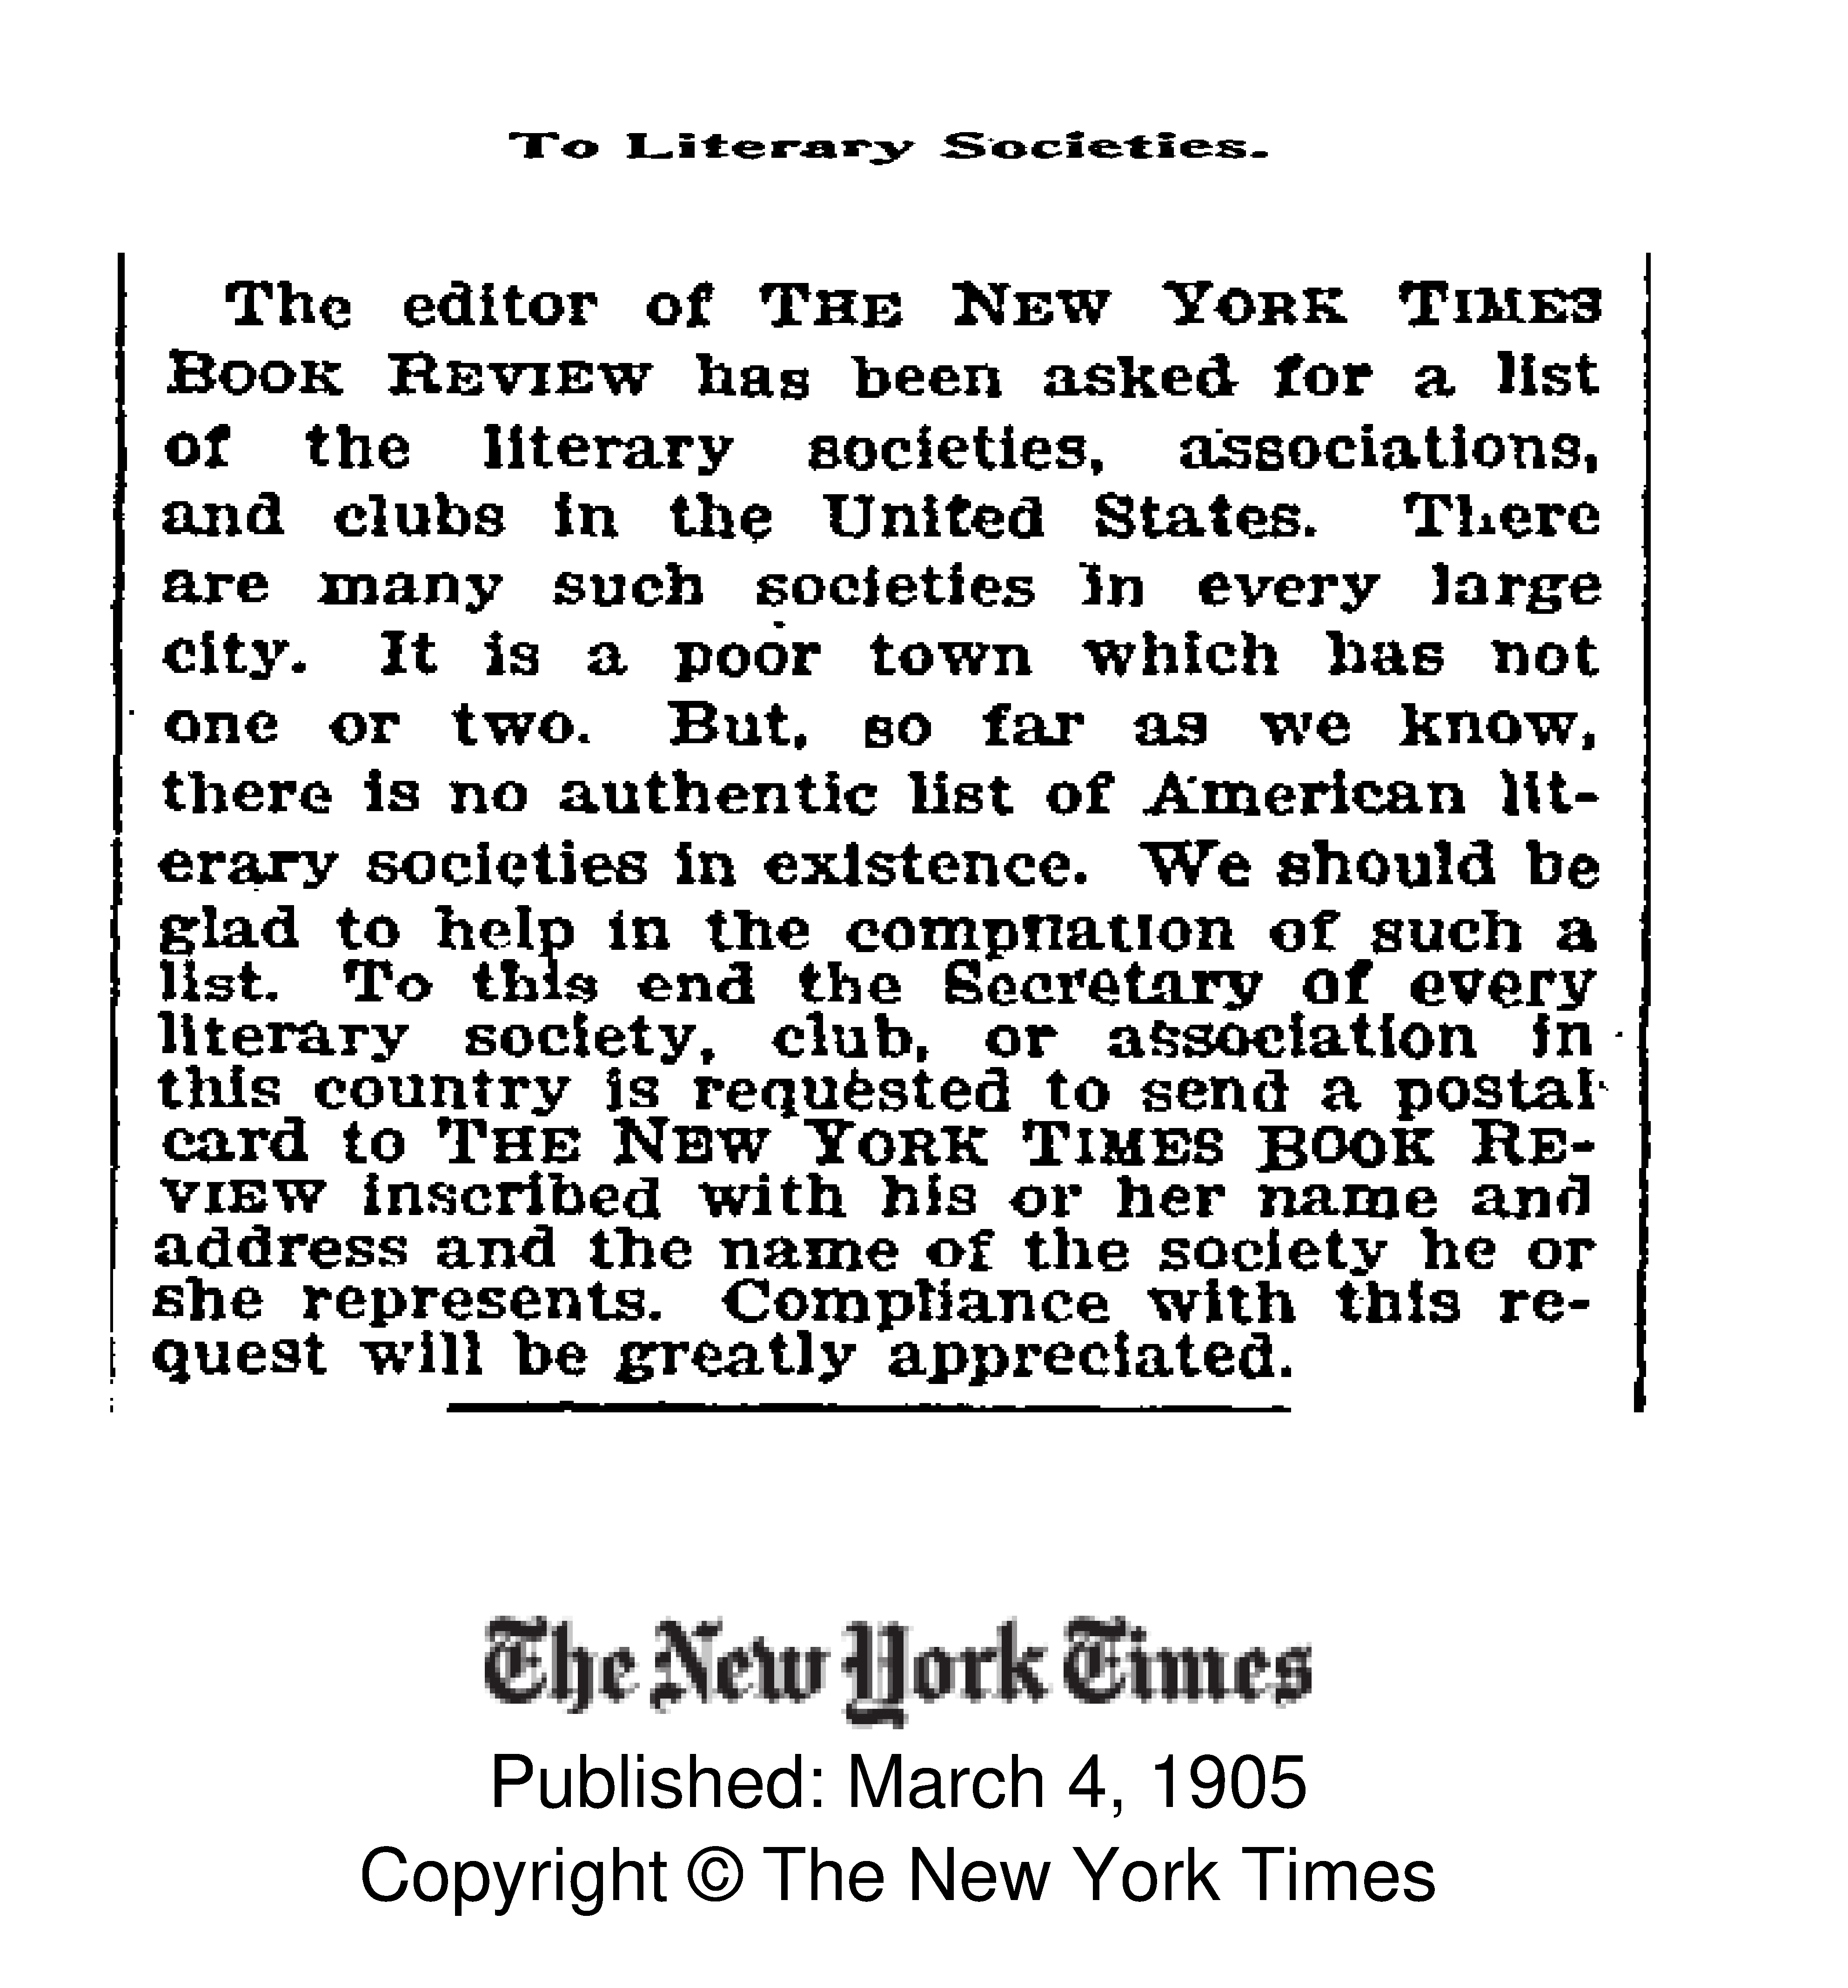 To Literary Societies.
The editor of THE NEW YORK TIMES
BOOK REVIEW has been asked for a list
of the literary societies, associations,
and clubs in the United States. There
are many such societies in every large
city. It is a poor town which has not
one or two. But, so far as we know,
there is no authentic list of American lit-
erary societies in existence. We should be
glad to help in the compilation of such a
list. To this end the Secretary of every
literary society, club, or association in
this country is requested to send a postal
card to THE NEW YORK TIMES BOOK RE-
VIEW inscribed with his or her name and
address and the name of the society he or
she represents. Compliance with this re-
quest will be greatly appreciated.
The New York Times
Published: March 4, 1905
Copyright © The New York Times